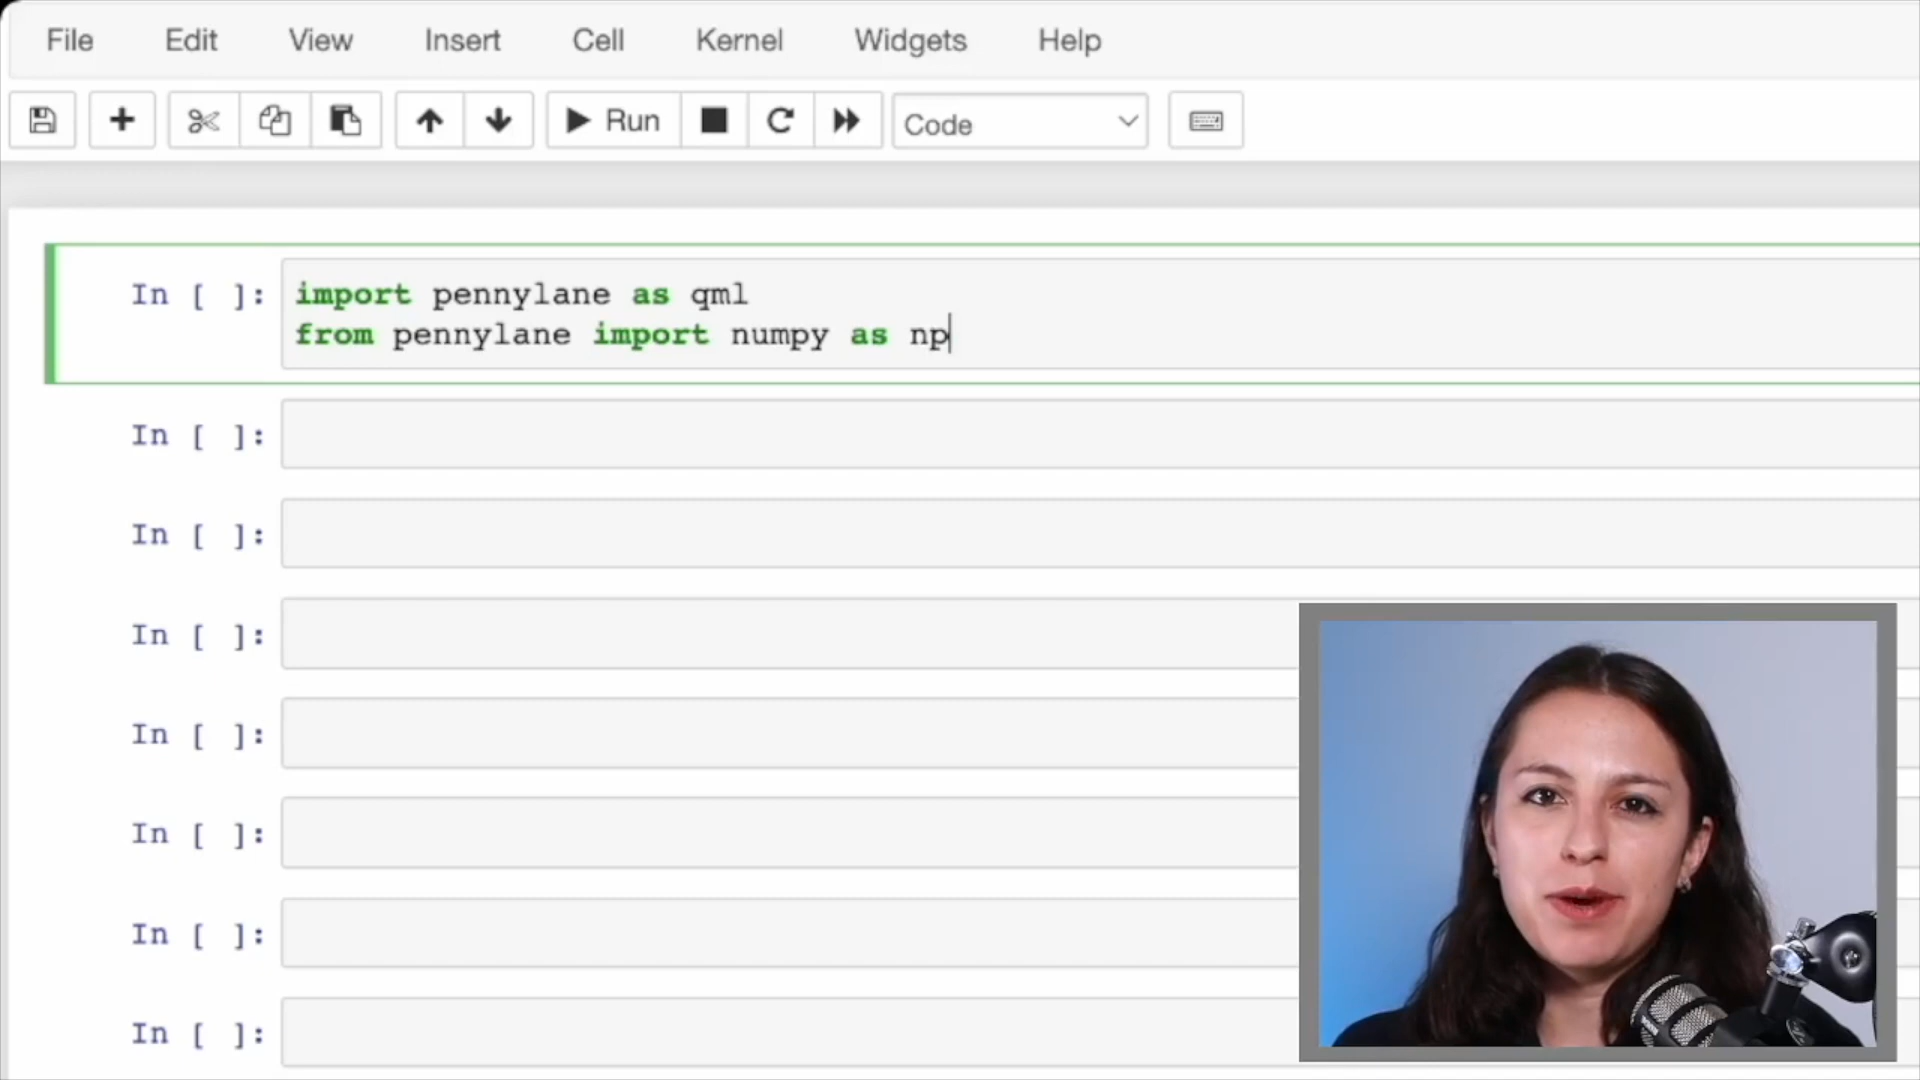 File Edit View Insert Cell Kernel Widgets Help
Run Code
In [ ]: import pennylane as qml
from pennylane import numpy as np
In [ ]:
In [ ]:
In [ ]:
In [ ]:
In [ ]:
In [ ]:
In [ ]: